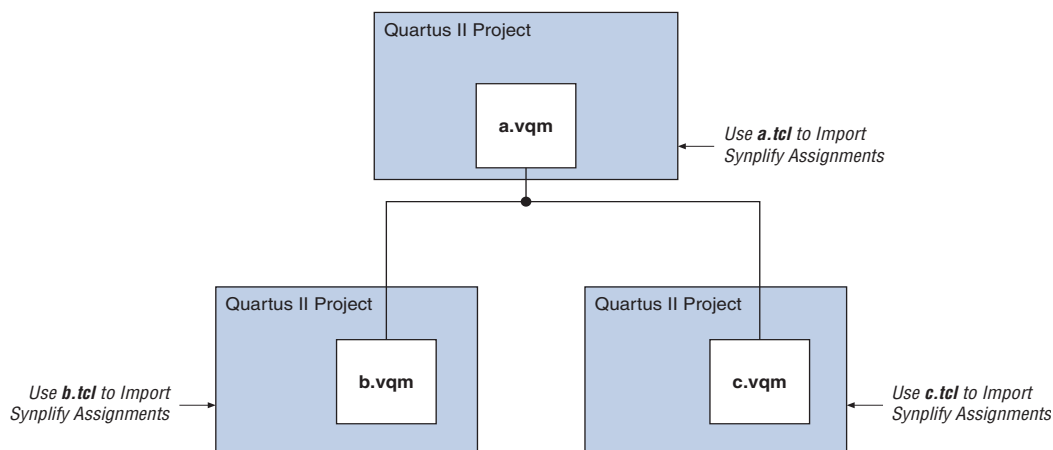 Quartus II Project
a.vqm
Use a.tcl to Import
Synplify Assignments
Quartus II Project
b.vqm
Use b.tcl to Import
Synplify Assignments
Quartus II Project
c.vqm
Use c.tcl to Import
Synplify Assignments